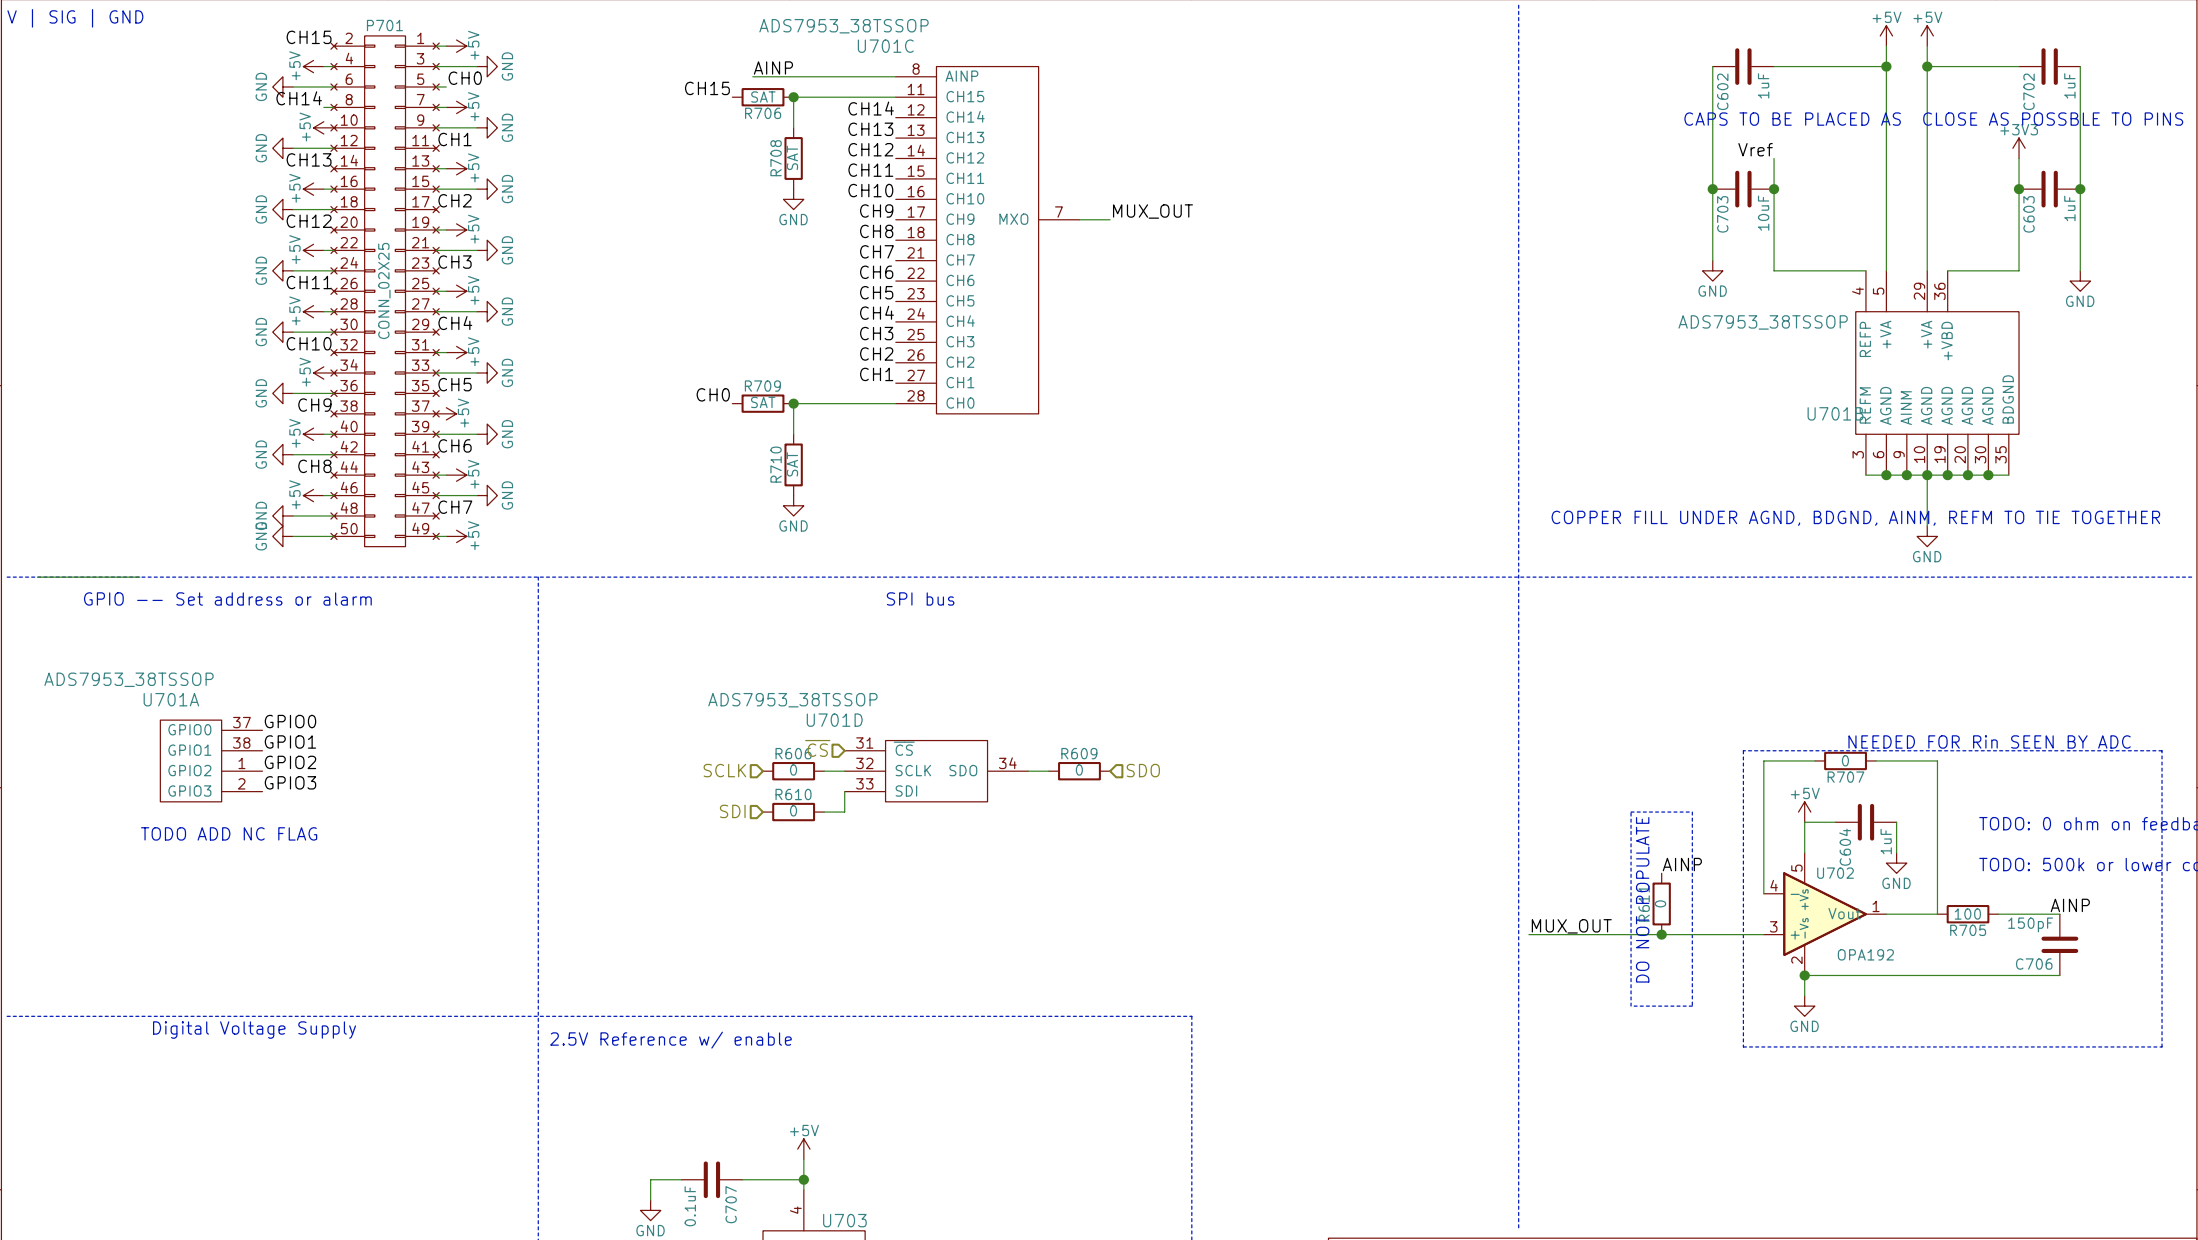 V | SIG | GND
P701
CONN_02X25
CH15 2 1 +5V
+5V 4 3 GND
GND 6 5 CH0
CH14 8 7 +5V
+5V 10 9 GND
GND 12 11 CH1
CH13 14 13 +5V
+5V 16 15 GND
GND 18 17 CH2
CH12 20 19 +5V
+5V 22 21 GND
GND 24 23 CH3
CH11 26 25 +5V
+5V 28 27 GND
GND 30 29 CH4
CH10 32 31 +5V
+5V 34 33 GND
GND 36 35 CH5
CH9 38 37 +5V
+5V 40 39 GND
GND 42 41 CH6
CH8 44 43 +5V
+5V 46 45 GND
GND 48 47 CH7
GND 50 49 +5V
ADS7953_38TSSOP
U701C
AINP 8 AINP
CH15 SAT 11 CH15
R706
R708 SAT
GND
CH14 12 CH14
CH13 13 CH13
CH12 14 CH12
CH11 15 CH11
CH10 16 CH10
CH9 17 CH9 MXO 7 MUX_OUT
CH8 18 CH8
CH7 21 CH7
CH6 22 CH6
CH5 23 CH5
CH4 24 CH4
CH3 25 CH3
CH2 26 CH2
CH1 27 CH1
R709
CH0 SAT 28 CH0
R710 SAT
GND
+5V +5V
C602 1uF
C702 1uF
CAPS TO BE PLACED AS CLOSE AS POSSBLE TO PINS
+3V3
Vref
C703 10uF
C603 1uF
GND
GND
4 5 29 36
ADS7953_38TSSOP
REFP +VA +VA +VBD
U701B
REFM AGND AINM AGND AGND AGND AGND BDGND
3 6 9 10 19 20 30 35
COPPER FILL UNDER AGND, BDGND, AINM, REFM TO TIE TOGETHER
GND
GPIO -- Set address or alarm
ADS7953_38TSSOP
U701A
GPIO0 37 GPIO0
GPIO1 38 GPIO1
GPIO2 1 GPIO2
GPIO3 2 GPIO3
TODO ADD NC FLAG
SPI bus
ADS7953_38TSSOP
U701D
CS 31 CS
R606
SCLK 0 32 SCLK
SDO 34 R609 0 SDO
R610
SDI 0 33 SDI
NEEDED FOR Rin SEEN BY ADC
0
R707
+5V
C604 1uF
GND
TODO: 0 ohm on feedba
TODO: 500k or lower co
DO NOT POPULATE
AINP
0
MUX_OUT
U702
5
4
3
2
1
+Vs
-Vs
Vout
OPA192
100
R705
AINP
150pF
C706
GND
Digital Voltage Supply
2.5V Reference w/ enable
+5V
0.1uF C707
GND
4
U703